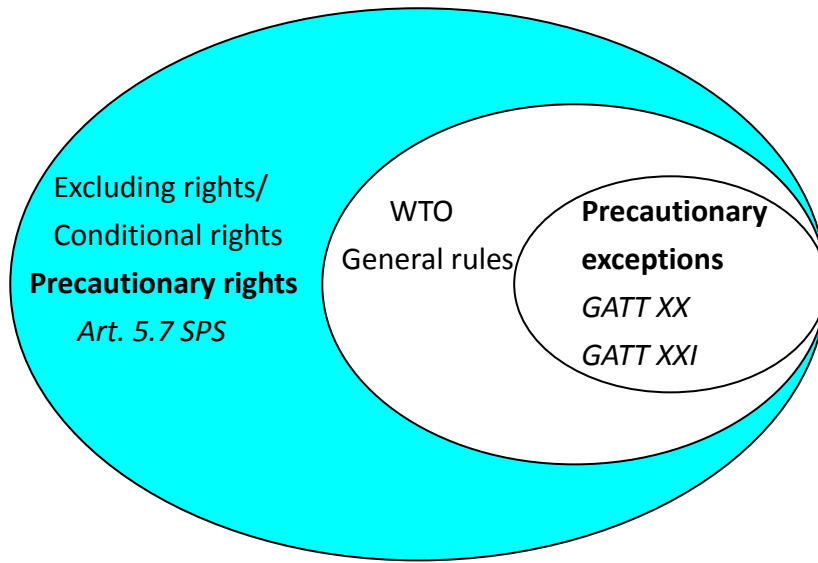 Excluding rights/
Conditional rights
Precautionary rights
Art. 5.7 SPS
WTO
General rules
Precautionary
exceptions
GATT XX
GATT XXI